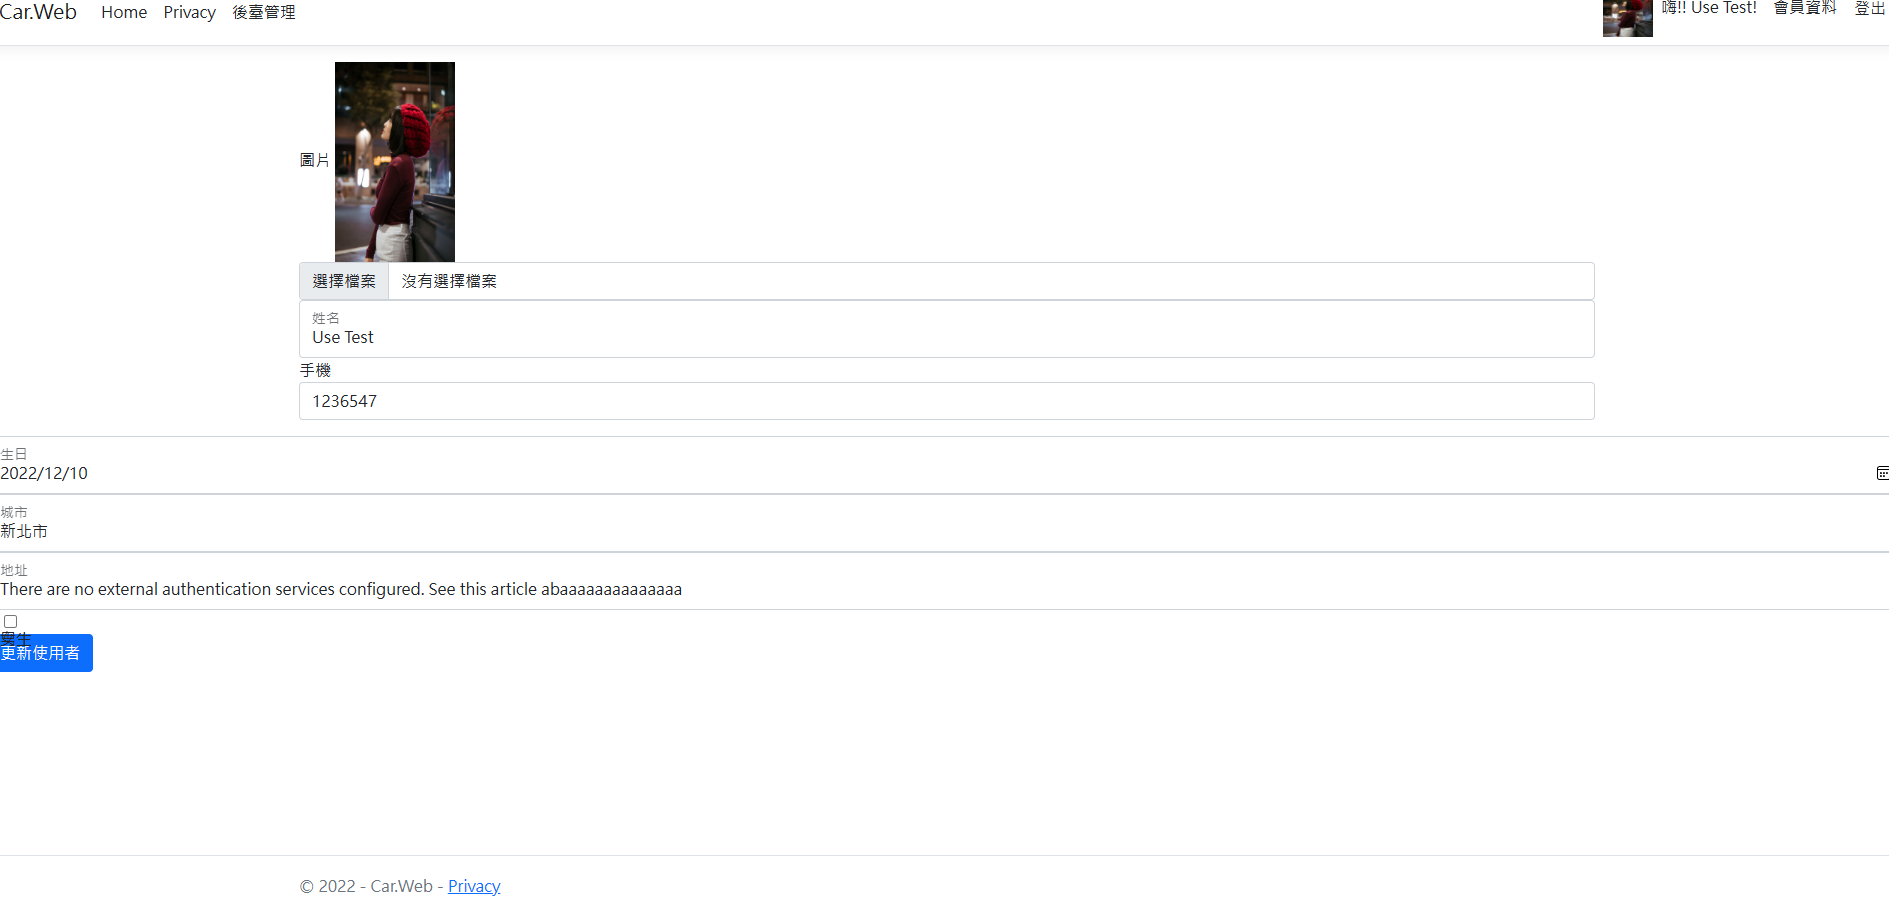 Car.Web Home Privacy 後臺管理 嗨!! Use Test! 會員資料 登出
圖片
選擇檔案 沒有選擇檔案
姓名
Use Test
手機
1236547
生日
2022/12/10
城市
新北市
地址
There are no external authentication services configured. See this article abaaaaaaaaaaaaaa
更新使用者
© 2022 - Car.Web - Privacy